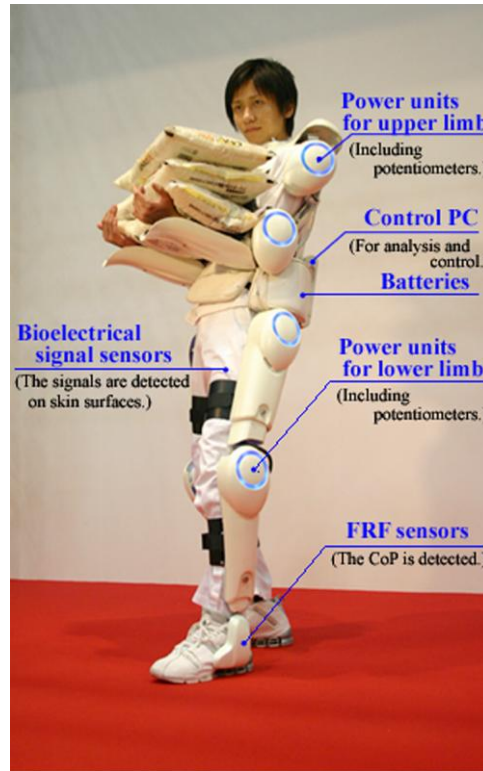 Power units
for upper limb
(Including
potentiometers.
Control PC
(For analysis and
control.
Batteries
Bioelectrical
signal sensors
(The signals are detected
on skin surfaces.)
Power units
for lower limb
(Including
potentiometers.
FRF sensors
(The CoP is detected.)